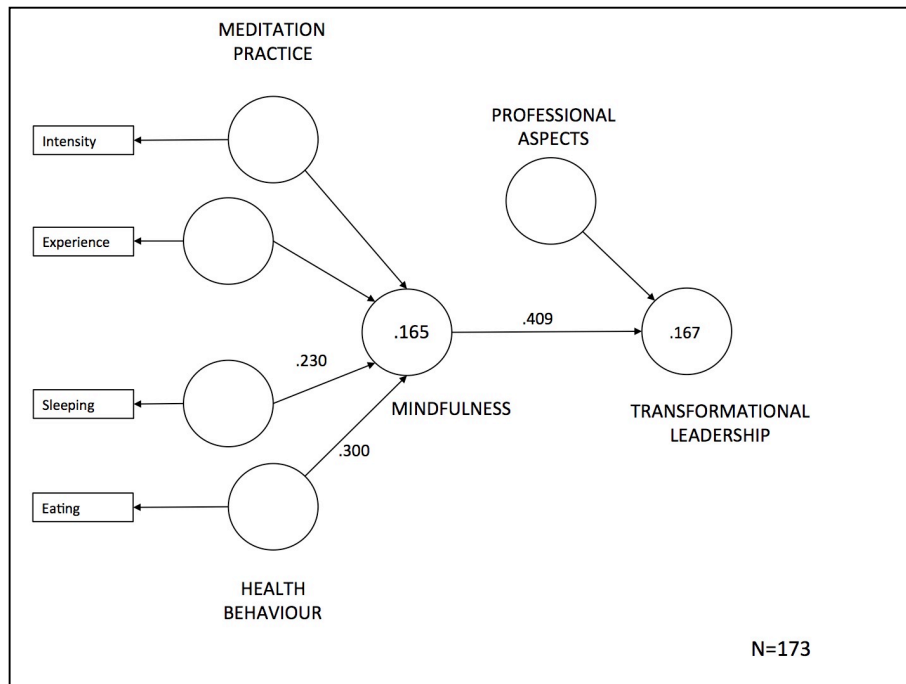 MEDITATION
PRACTICE
Intensity
PROFESSIONAL
ASPECTS
Experience
.165
.409
.167
.230
Sleeping
MINDFULNESS
TRANSFORMATIONAL
LEADERSHIP
.300
Eating
HEALTH
BEHAVIOUR
N=173